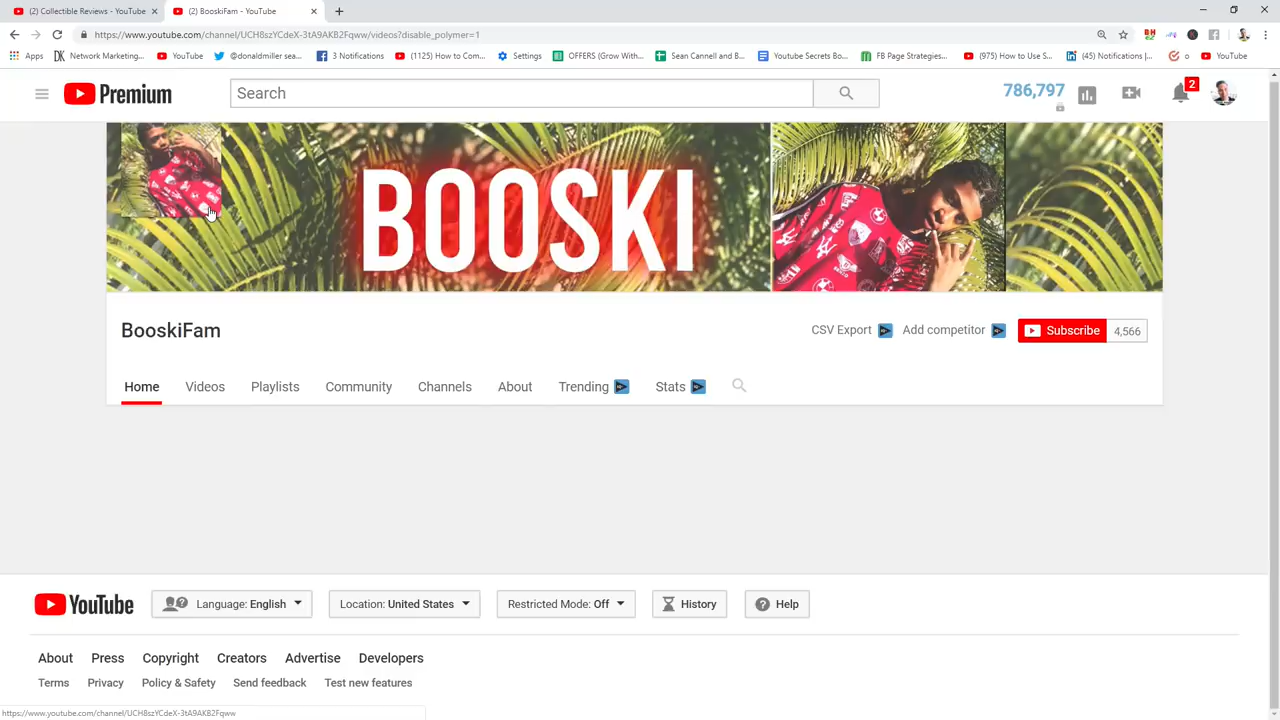 (2) Collectible Reviews - YouTube
(2) BooskiFam - YouTube
https://www.youtube.com/channel/UCH8szYCdeX-3tA9AKB2Fqww/videos?disable_polymer=1
Apps
Network Marketing...
YouTube
@donaldmiller sea...
3 Notifications
(1125) How to Com...
Settings
OFFERS (Grow With...
Sean Cannell and B...
Youtube Secrets Bo...
FB Page Strategies...
(975) How to Use S...
(45) Notifications |...
o
YouTube
Premium
Search
786,797
2
BOOSKI
BooskiFam
CSV Export
Add competitor
Subscribe
4,566
Home
Videos
Playlists
Community
Channels
About
Trending
Stats
YouTube
Language: English
Location: United States
Restricted Mode: Off
History
Help
About
Press
Copyright
Creators
Advertise
Developers
Terms
Privacy
Policy & Safety
Send feedback
Test new features
https://www.youtube.com/channel/UCH8szYCdeX-3tA9AKB2Fqww